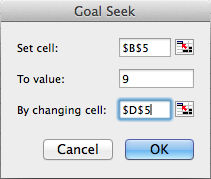 Goal Seek
Set cell: $B$5
To value: 9
By changing cell: $D$5
Cancel OK